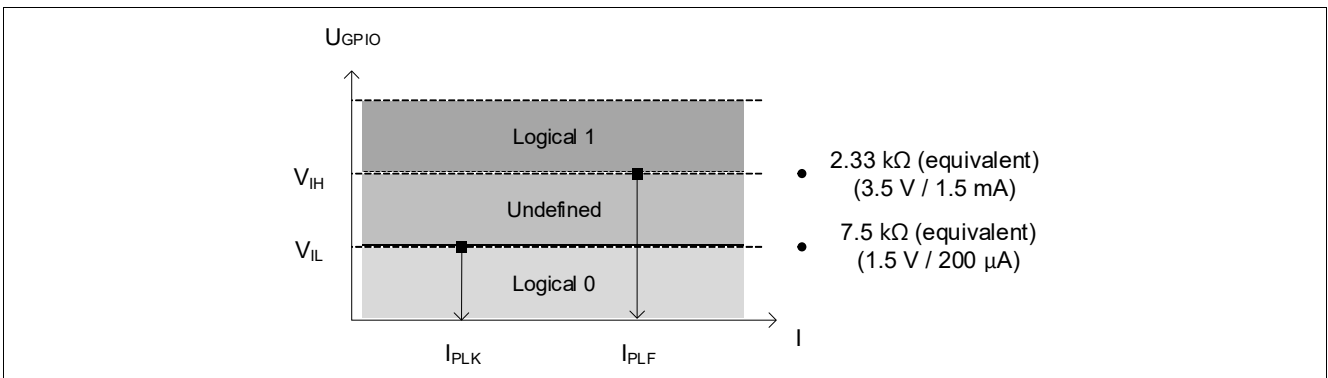 UGPIO
Logical 1
VIH
2.33 kΩ (equivalent)
(3.5 V / 1.5 mA)
Undefined
VIL
7.5 kΩ (equivalent)
(1.5 V / 200 µA)
Logical 0
I
IPLK
IPLF